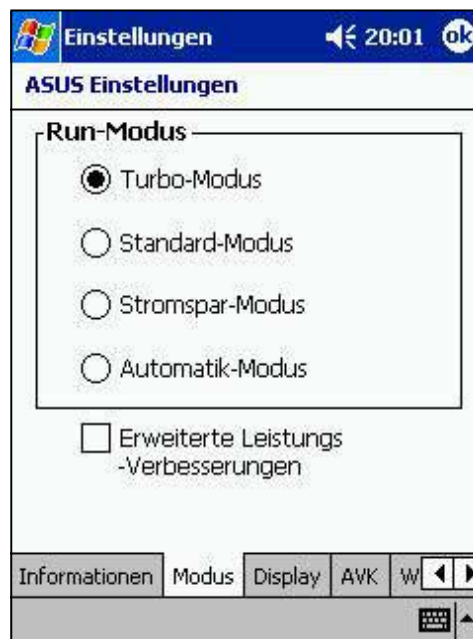 Einstellungen 20:01 ok
ASUS Einstellungen
Run-Modus
Turbo-Modus
Standard-Modus
Stromspar-Modus
Automatik-Modus
Erweiterte Leistungs
-Verbesserungen
Informationen Modus Display AVK W